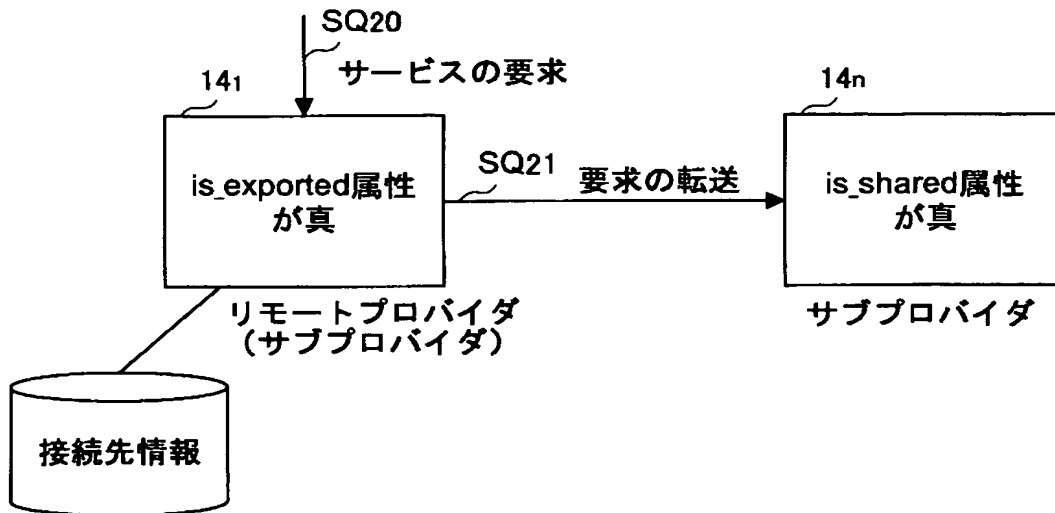 SQ20
サービスの要求
141
14n
is_exported属性
が真
SQ21
要求の転送
is_shared属性
が真
リモートプロバイダ
(サブプロバイダ)
サブプロバイダ
接続先情報